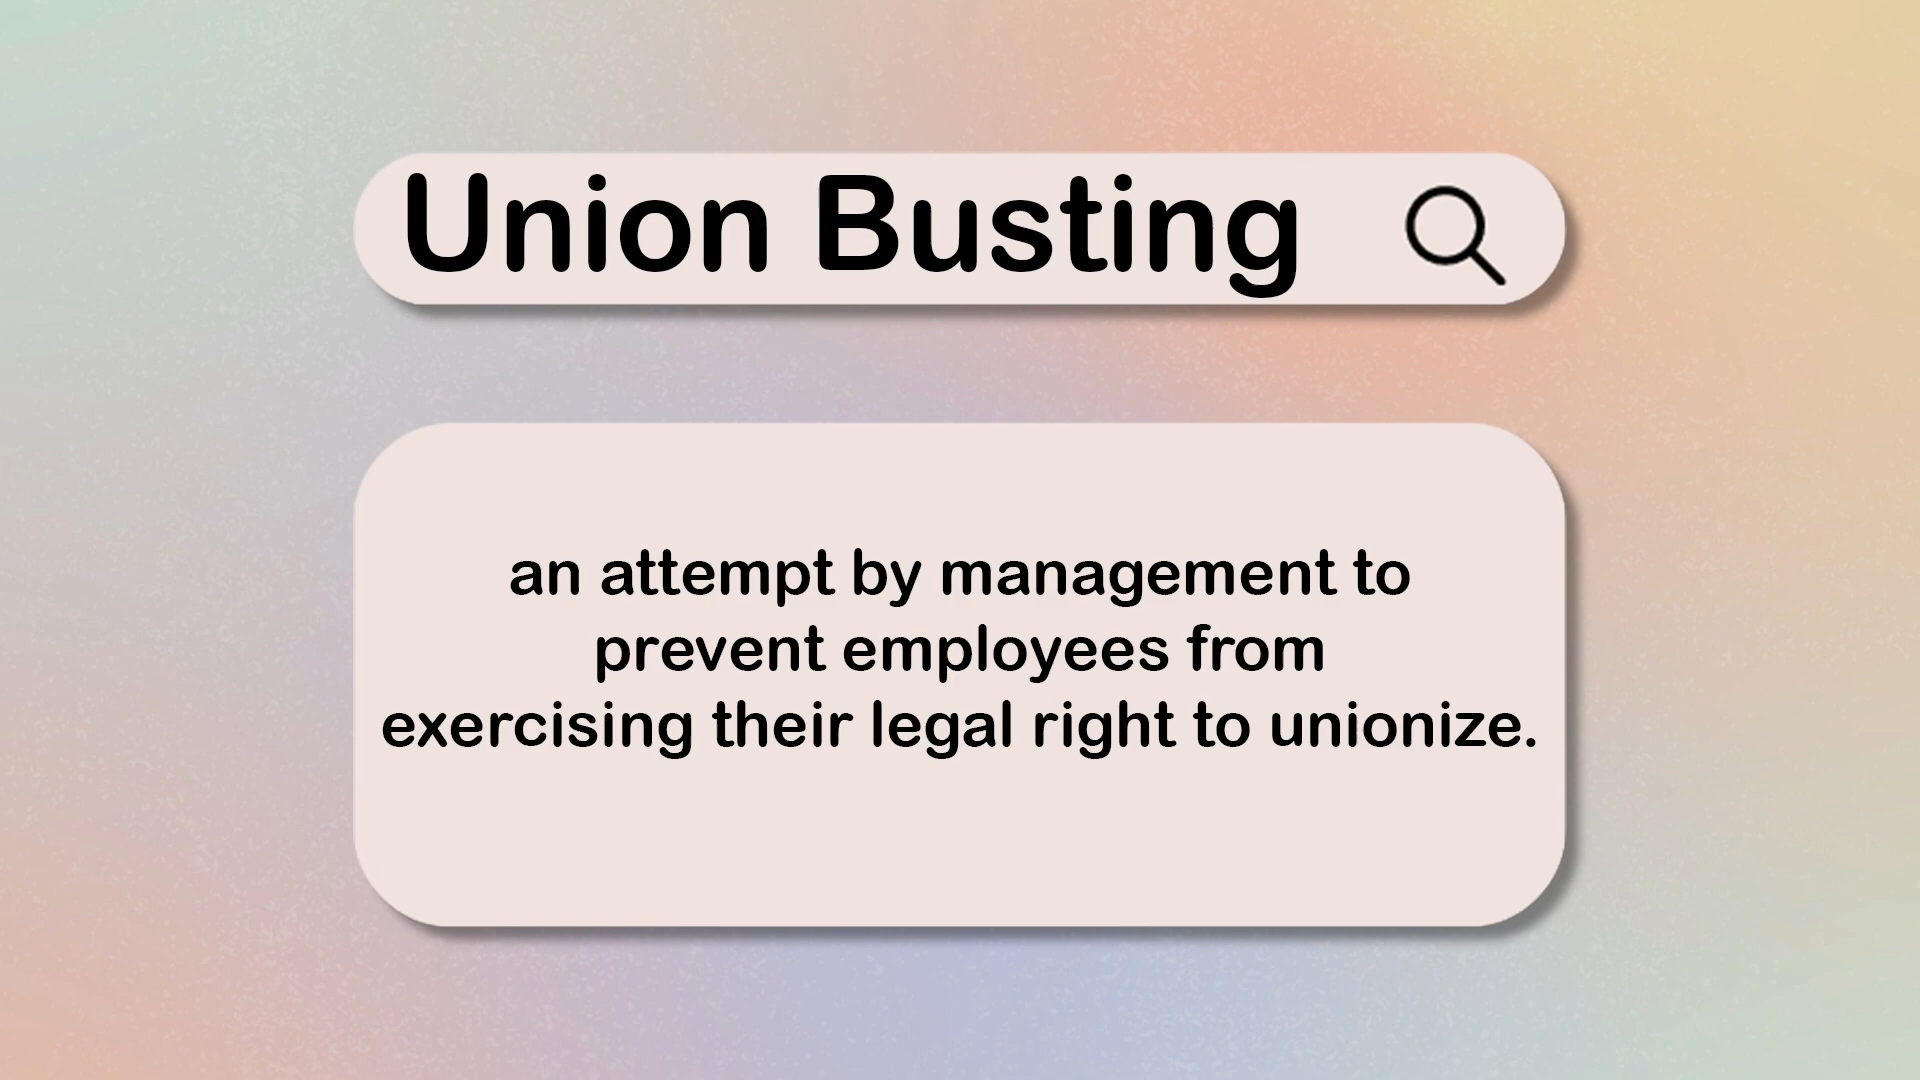 Union Busting
an attempt by management to
prevent employees from
exercising their legal right to unionize.